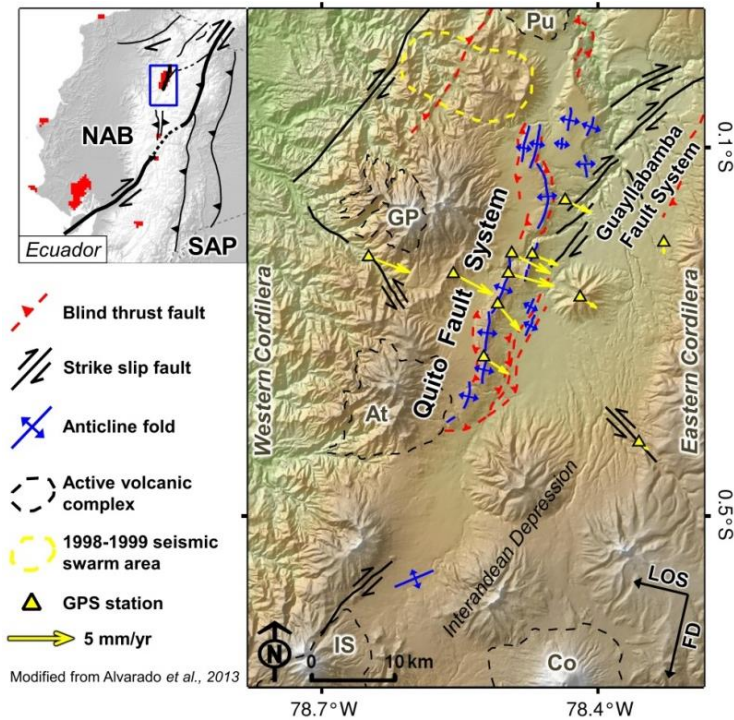 NAB
SAP
Ecuador
Blind thrust fault
Strike slip fault
Anticline fold
Active volcanic
complex
1998-1999 seismic
swarm area
GPS station
5 mm/yr
Modified from Alvarado et al., 2013
Pu
GP
At
IS
Co
Quito Fault System
Guayllabamba
Fault System
Western Cordilera
Eastern Cordilera
Interandean Depression
LOS
FD
N
0 10 km
0.1°S
0.5°S
78.7°W
78.4°W